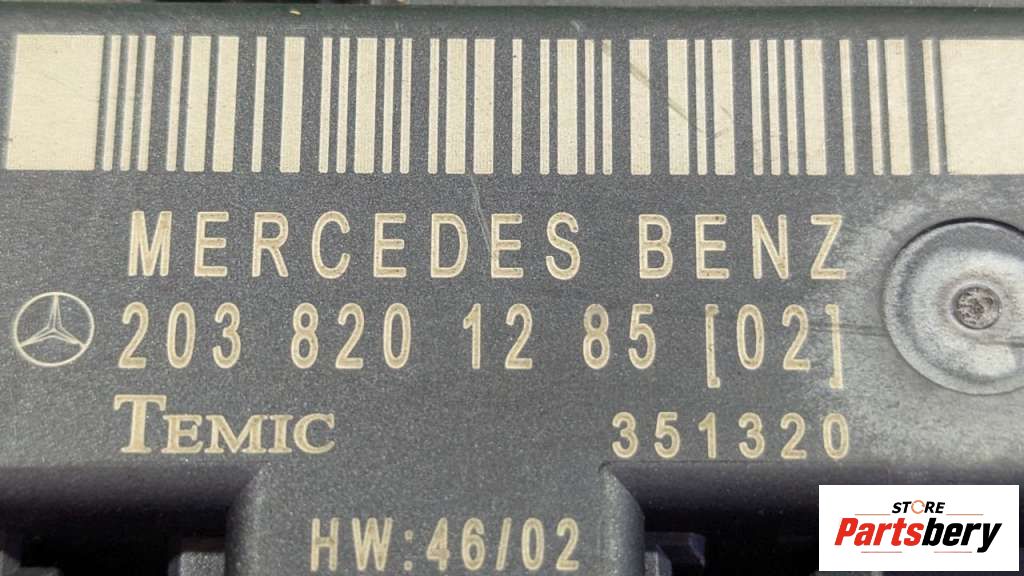 MERCEDES BENZ
203 820 12 85 [02]
TEMIC 351320
HW:46/02
STORE
Partsbery